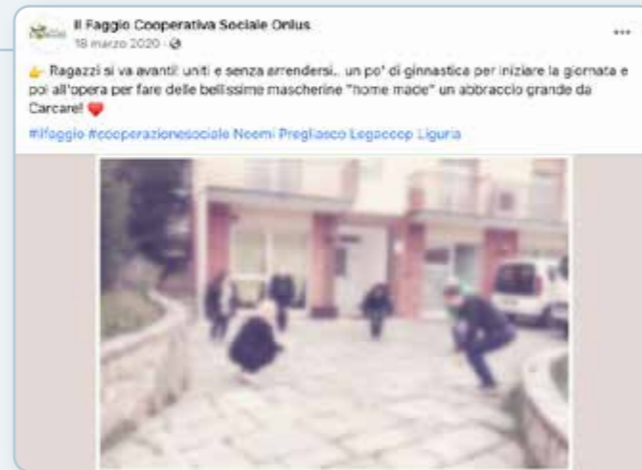 Il Faggio Cooperativa Sociale Onlus
18 marzo 2020
Ragazzi si va avanti! uniti e senza arrendersi.. un po' di ginnastica per iniziare la giornata e
poi all'opera per fare delle bellissime mascherine "home made" un abbraccio grande da
Carcare!
#ilfaggio #cooperazionesociale Noemi Pregliasco Legacoop Liguria